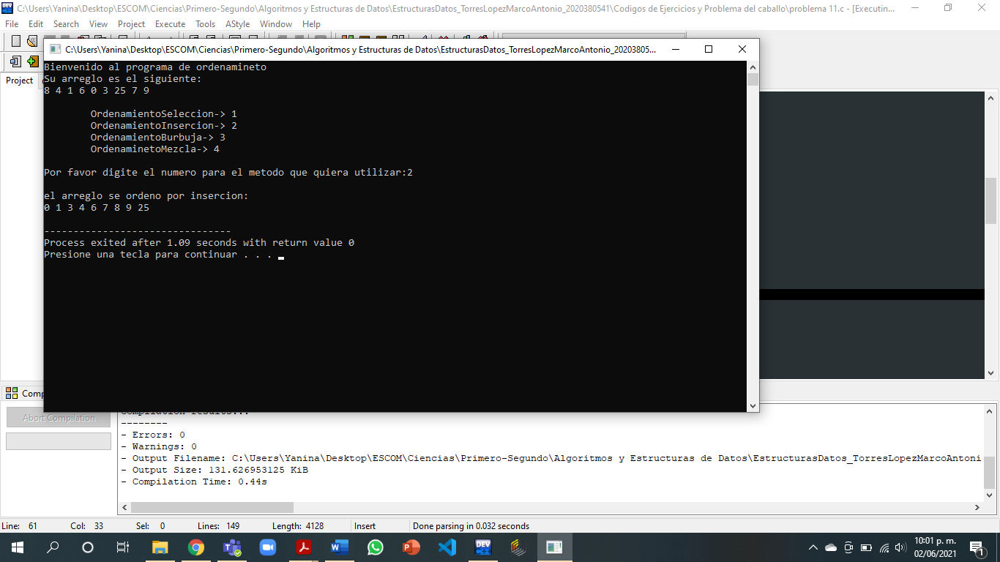 C:\Users\Yanina\Desktop\ESCOM\Ciencias\Primero-Segundo\Algoritmos y Estructuras de Datos\EstructurasDatos_TorresLopezMarcoAntonio_2020380541\Codigos de Ejercicios y Problema del caballo\problema 11.c - [Executin...
File Edit Search View Project Execute Tools AStyle Window Help
C:\Users\Yanina\Desktop\ESCOM\Ciencias\Primero-Segundo\Algoritmos y Estructuras de Datos\EstructurasDatos_TorresLopezMarcoAntonio_20203805...
Project
Bienvenido al programa de ordenamineto
Su arreglo es el siguiente:
8 4 1 6 0 3 25 7 9
OrdenamientoSeleccion-> 1
OrdenamientoInsercion-> 2
OrdenamientoBurbuja-> 3
OrdenaminetoMezcla-> 4
Por favor digite el numero para el metodo que quiera utilizar:2
el arreglo se ordeno por insercion:
0 1 3 4 6 7 8 9 25
--------------------------------
Process exited after 1.09 seconds with return value 0
Presione una tecla para continuar . . .
Comp
Abort Compilation
Compilation results...
--------
- Errors: 0
- Warnings: 0
- Output Filename: C:\Users\Yanina\Desktop\ESCOM\Ciencias\Primero-Segundo\Algoritmos y Estructuras de Datos\EstructurasDatos_TorresLopezMarcoAntoni
- Output Size: 131.626953125 KiB
- Compilation Time: 0.44s
Line: 61 Col: 33 Sel: 0 Lines: 149 Length: 4128 Insert Done parsing in 0.032 seconds
DEV
10:01 p. m.
02/06/2021
1